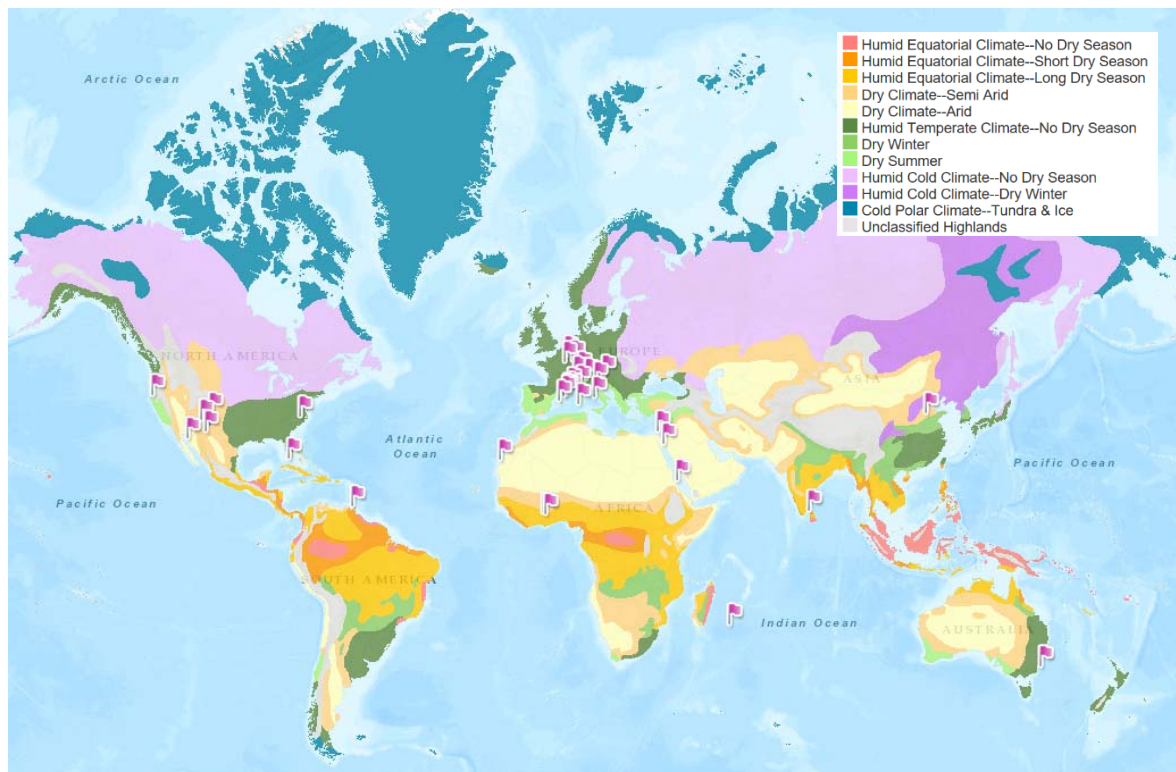 Humid Equatorial Climate--No Dry Season
Humid Equatorial Climate--Short Dry Season
Humid Equatorial Climate--Long Dry Season
Dry Climate--Semi Arid
Dry Climate--Arid
Humid Temperate Climate--No Dry Season
Dry Winter
Dry Summer
Humid Cold Climate--No Dry Season
Humid Cold Climate--Dry Winter
Cold Polar Climate--Tundra & Ice
Unclassified Highlands
Arctic Ocean
NORTH AMERICA
EUROPE
ASIA
Atlantic
Ocean
Pacific Ocean
Pacific Ocean
AFRICA
SOUTH AMERICA
Indian Ocean
AUSTRALIA